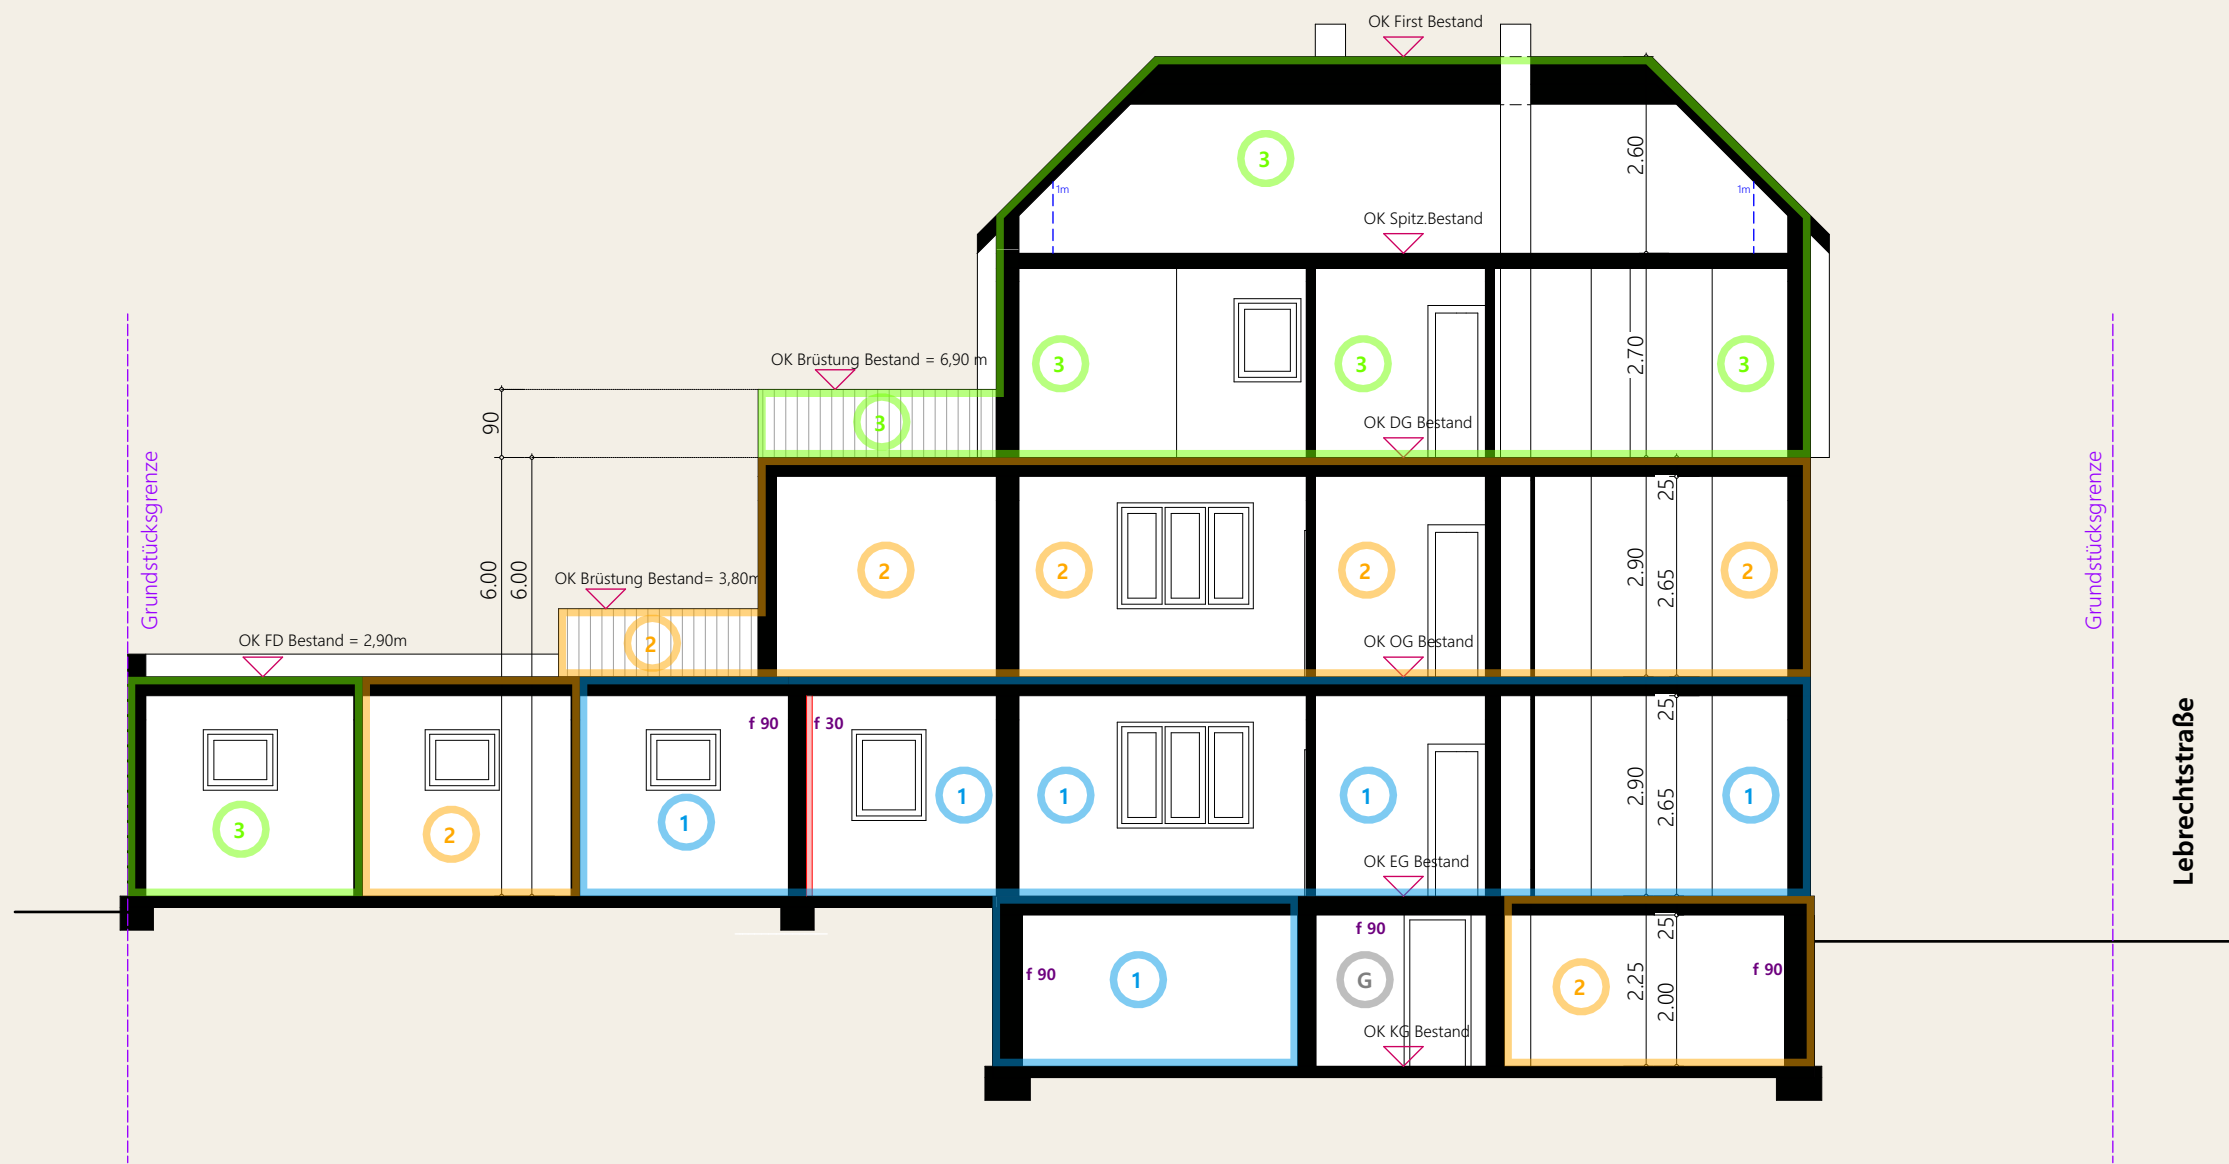 OK First Bestand
2.60
3
1m
1m
OK Spitz.Bestand
OK Brüstung Bestand = 6,90 m
2.70
3
3
3
90
3
OK DG Bestand
Grundstücksgrenze
Grundstücksgrenze
25
6.00
6.00
OK Brüstung Bestand= 3,80m
2
2
2
2
2.90
2.65
OK FD Bestand = 2,90m
2
OK OG Bestand
25
f 90
f 30
Lebrechtstraße
3
2
1
1
1
1
1
2.90
2.65
OK EG Bestand
25
f 90
f 90
f 90
1
G
2
2.25
2.00
OK KG Bestand